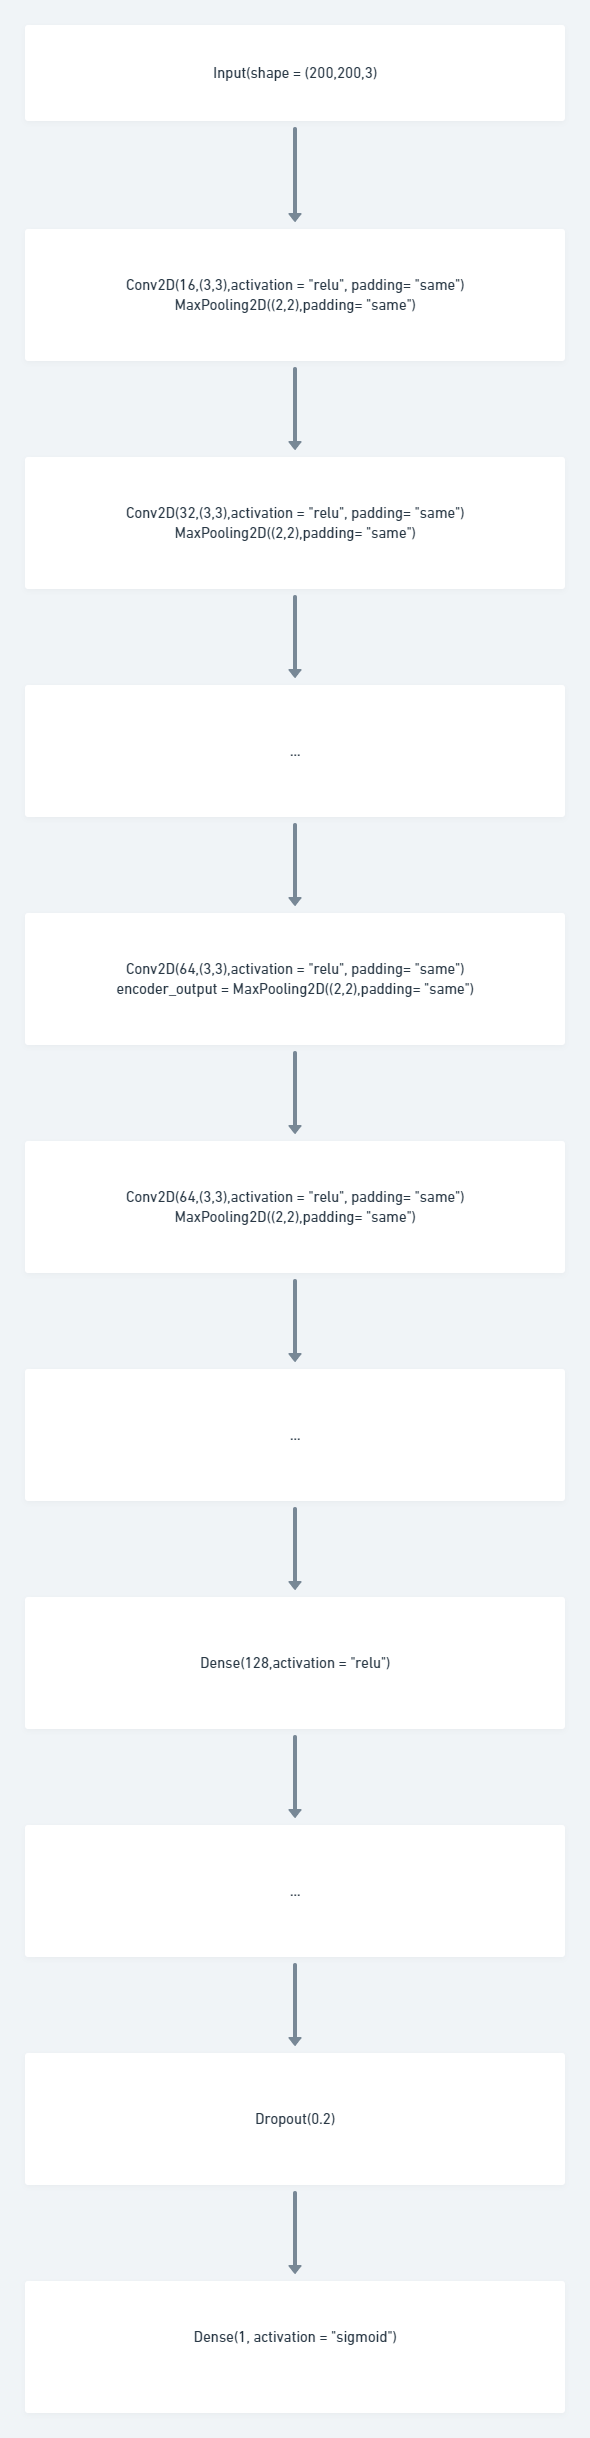 Input(shape = (200,200,3)
Conv2D(16,(3,3),activation = "relu", padding= "same")
MaxPooling2D((2,2),padding= "same")
Conv2D(32,(3,3),activation = "relu", padding= "same")
MaxPooling2D((2,2),padding= "same")
...
Conv2D(64,(3,3),activation = "relu", padding= "same")
encoder_output = MaxPooling2D((2,2),padding= "same")
Conv2D(64,(3,3),activation = "relu", padding= "same")
MaxPooling2D((2,2),padding= "same")
...
Dense(128,activation = "relu")
...
Dropout(0.2)
Dense(1, activation = "sigmoid")